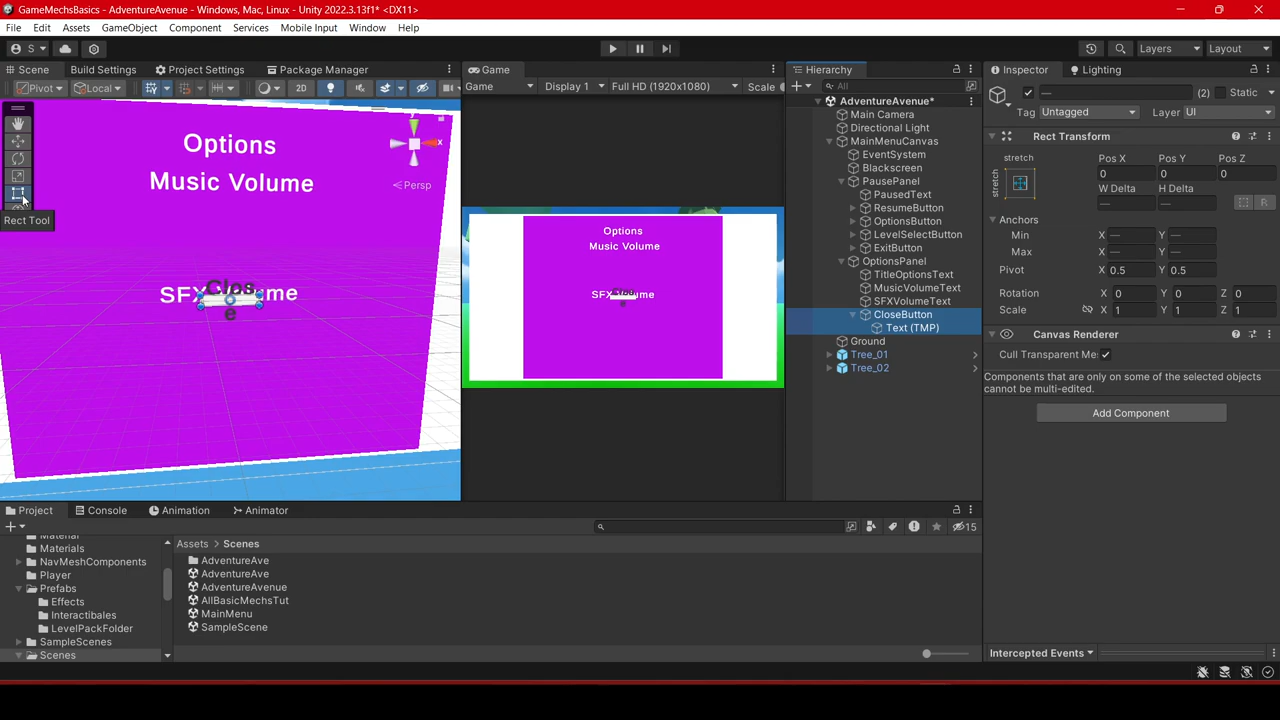 GameMechsBasics - AdventureAvenue - Windows, Mac, Linux - Unity 2022.3.13f1* <DX11>
File Edit Assets GameObject Component Services Mobile Input Window Help
S Layers Layout
Scene Build Settings Project Settings Package Manager Game Hierarchy Inspector Lighting
Pivot Local 2D Game Display 1 Full HD (1920x1080) Scale All
— (2) Static
Tag Untagged Layer UI
AdventureAvenue*
Main Camera
Directional Light
MainMenuCanvas
EventSystem
Blackscreen
PausePanel
PausedText
ResumeButton
OptionsButton
LevelSelectButton
ExitButton
OptionsPanel
TitleOptionsText
MusicVolumeText
SFXVolumeText
CloseButton
Text (TMP)
Ground
Tree_01
Tree_02
Rect Transform
stretch Pos X Pos Y Pos Z
stretch 0 0 0
W Delta H Delta
— — R
Anchors
Min X — Y —
Max X — Y —
Pivot X 0.5 Y 0.5
Rotation X 0 Y 0 Z 0
Scale X 1 Y 1 Z 1
Canvas Renderer
Cull Transparent Me
Components that are only on some of the selected objects
cannot be multi-edited.
Add Component
Intercepted Events
Options
Music Volume
y
x
Persp
Rect Tool
Clos
e
Options
Music Volume
Project Console Animation Animator
15
Material
Materials
NavMeshComponents
Player
Prefabs
Effects
Interactibales
LevelPackFolder
SampleScenes
Scenes
Assets > Scenes
AdventureAve
AdventureAve
AdventureAvenue
AllBasicMechsTut
MainMenu
SampleScene